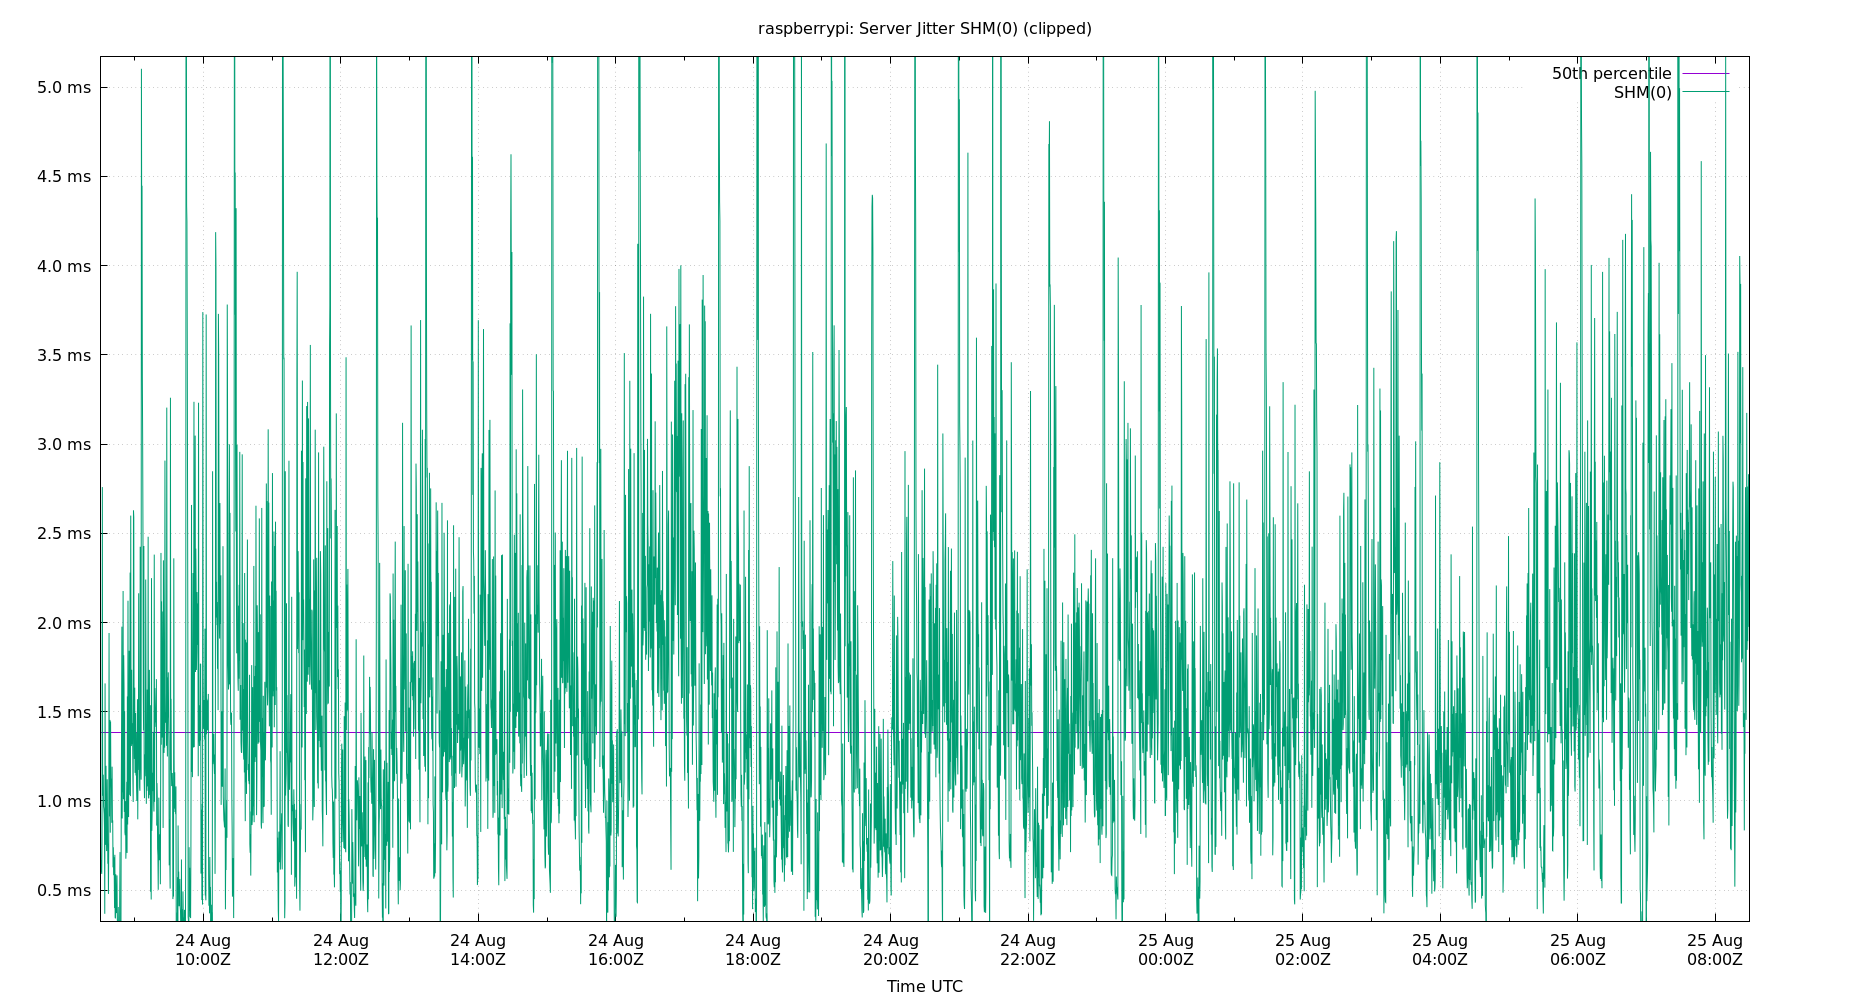 raspberrypi: Server Jitter SHM(0) (clipped)
50th percentile
SHM(0)
5.0 ms
4.5 ms
4.0 ms
3.5 ms
3.0 ms
2.5 ms
2.0 ms
1.5 ms
1.0 ms
0.5 ms
24 Aug 24 Aug 24 Aug 24 Aug 24 Aug 24 Aug 24 Aug 25 Aug 25 Aug 25 Aug 25 Aug 25 Aug
10:00Z 12:00Z 14:00Z 16:00Z 18:00Z 20:00Z 22:00Z 00:00Z 02:00Z 04:00Z 06:00Z 08:00Z
Time UTC